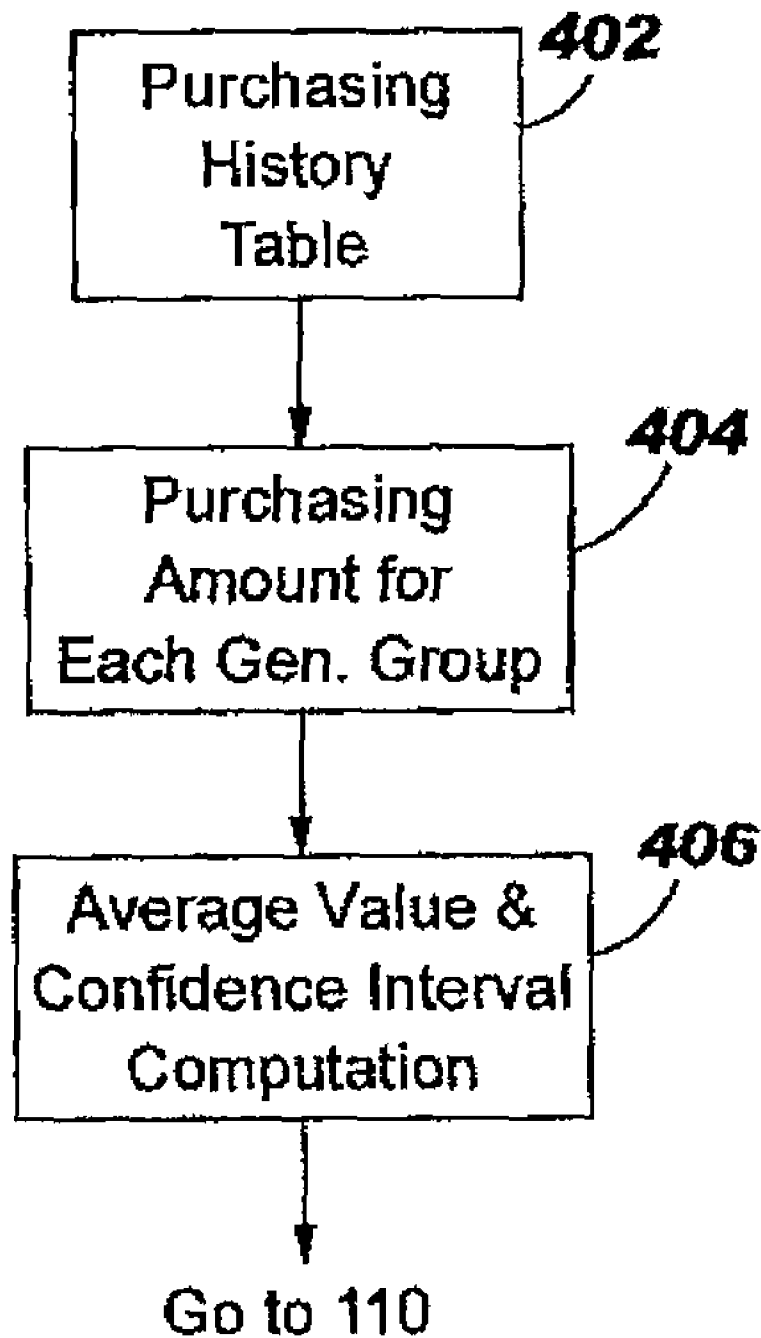 402
Purchasing
History
Table
404
Purchasing
Amount for
Each Gen. Group
406
Average Value &
Confidence Interval
Computation
Go to 110